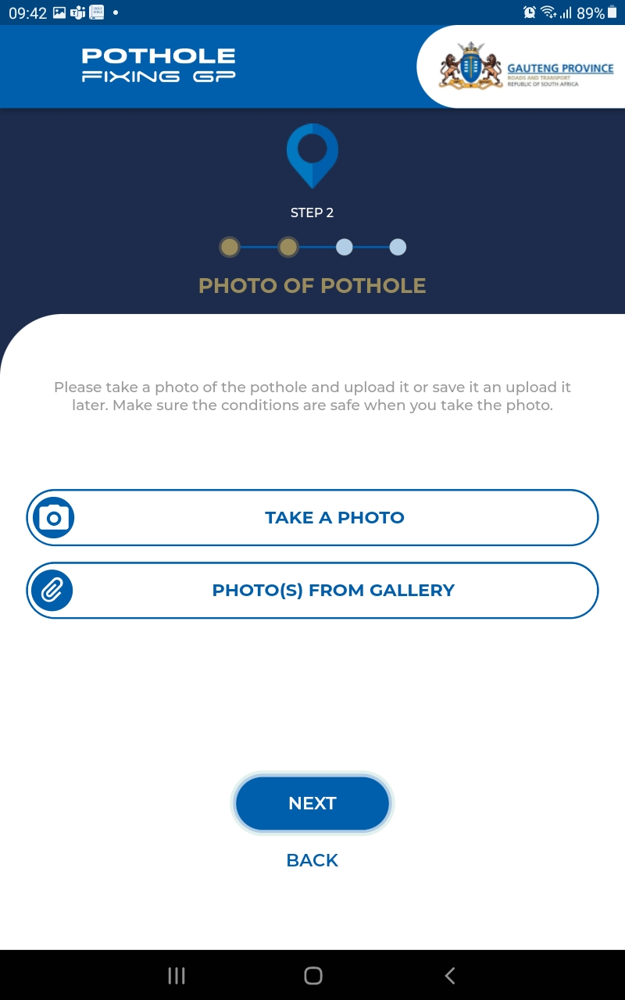 09:42
89%
POTHOLE
FIXING GP
GAUTENG PROVINCE
ROADS AND TRANSPORT
REPUBLIC OF SOUTH AFRICA
STEP 2
PHOTO OF POTHOLE
Please take a photo of the pothole and upload it or save it an upload it
later. Make sure the conditions are safe when you take the photo.
TAKE A PHOTO
PHOTO(S) FROM GALLERY
NEXT
BACK